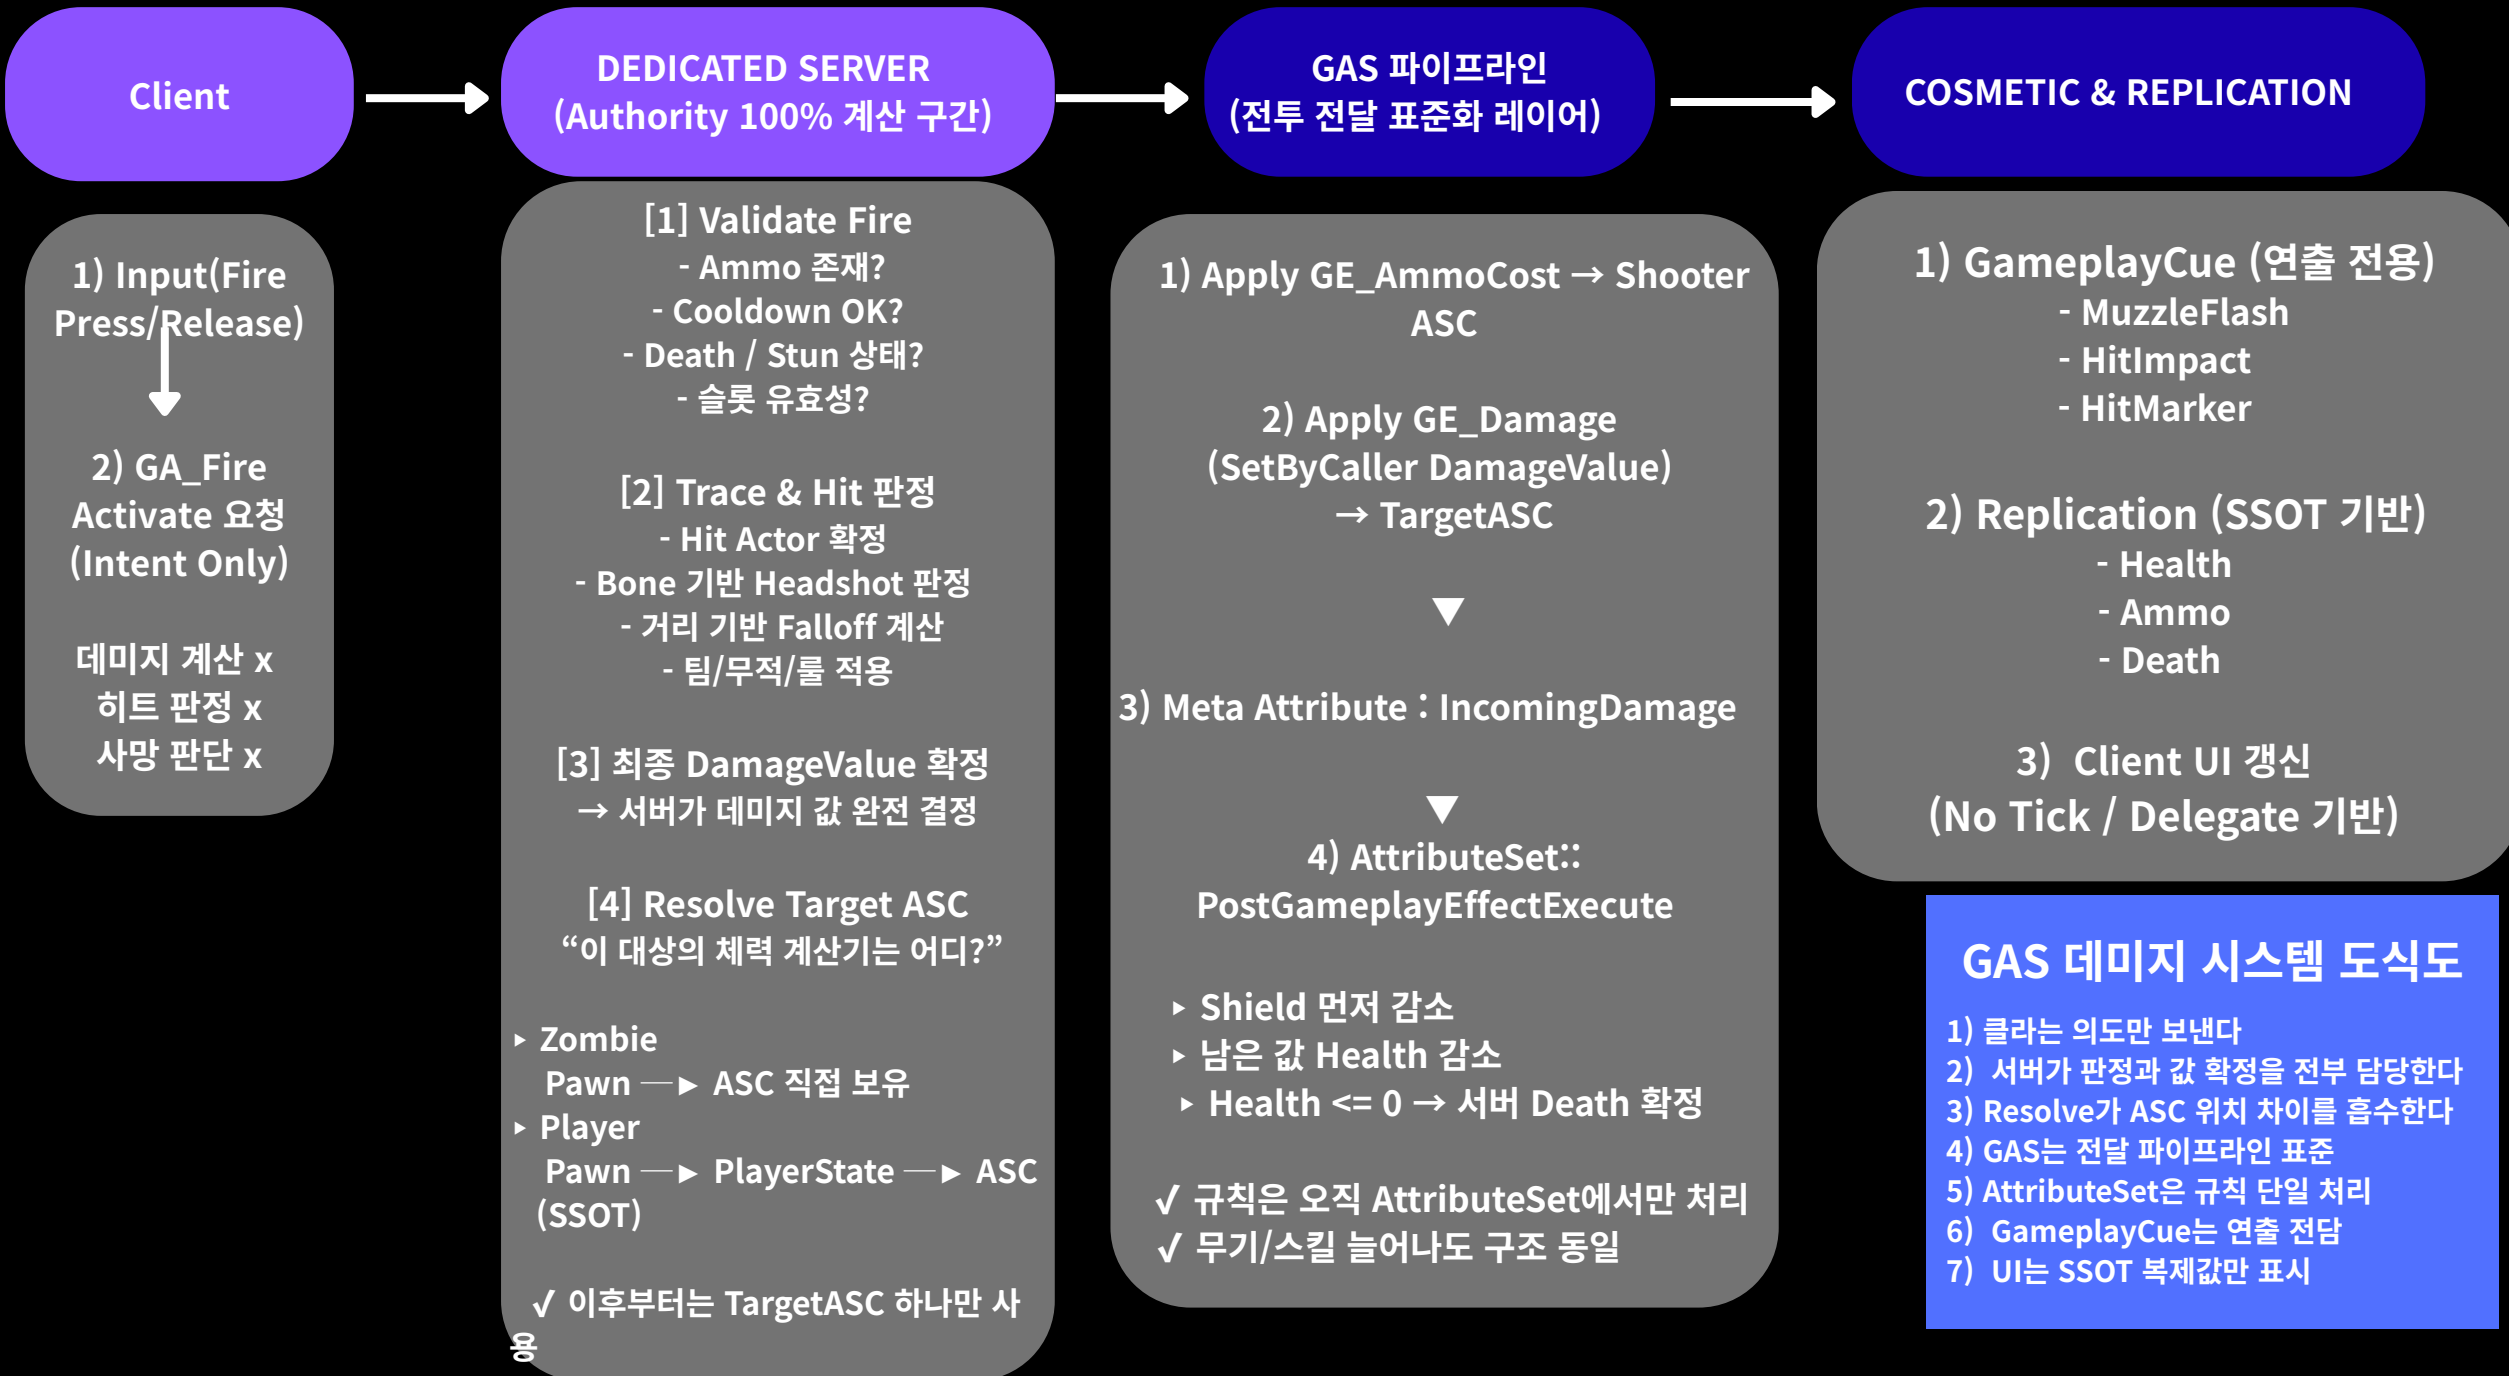 Client
1) Input(Fire
Press/Release)
2) GA_Fire
Activate 요청
(Intent Only)
데미지 계산 x
히트 판정 x
사망 판단 x
DEDICATED SERVER
(Authority 100% 계산 구간)
[1] Validate Fire
- Ammo 존재?
- Cooldown OK?
- Death / Stun 상태?
- 슬롯 유효성?
[2] Trace & Hit 판정
- Hit Actor 확정
- Bone 기반 Headshot 판정
- 거리 기반 Falloff 계산
- 팀/무적/룰 적용
[3] 최종 DamageValue 확정
→ 서버가 데미지 값 완전 결정
[4] Resolve Target ASC
“이 대상의 체력 계산기는 어디?”
▸ Zombie
Pawn ─► ASC 직접 보유
▸ Player
Pawn ─► PlayerState ─► ASC
(SSOT)
✓ 이후부터는 TargetASC 하나만 사
용
GAS 파이프라인
(전투 전달 표준화 레이어)
1) Apply GE_AmmoCost → Shooter
ASC
2) Apply GE_Damage
(SetByCaller DamageValue)
→ TargetASC
▼
3) Meta Attribute : IncomingDamage
▼
4) AttributeSet::
PostGameplayEffectExecute
▸ Shield 먼저 감소
▸ 남은 값 Health 감소
▸ Health <= 0 → 서버 Death 확정
✓ 규칙은 오직 AttributeSet에서만 처리
✓ 무기/스킬 늘어나도 구조 동일
COSMETIC & REPLICATION
1) GameplayCue (연출 전용)
- MuzzleFlash
- HitImpact
- HitMarker
2) Replication (SSOT 기반)
- Health
- Ammo
- Death
3) Client UI 갱신
(No Tick / Delegate 기반)
GAS 데미지 시스템 도식도
1) 클라는 의도만 보낸다
2) 서버가 판정과 값 확정을 전부 담당한다
3) Resolve가 ASC 위치 차이를 흡수한다
4) GAS는 전달 파이프라인 표준
5) AttributeSet은 규칙 단일 처리
6) GameplayCue는 연출 전담
7) UI는 SSOT 복제값만 표시